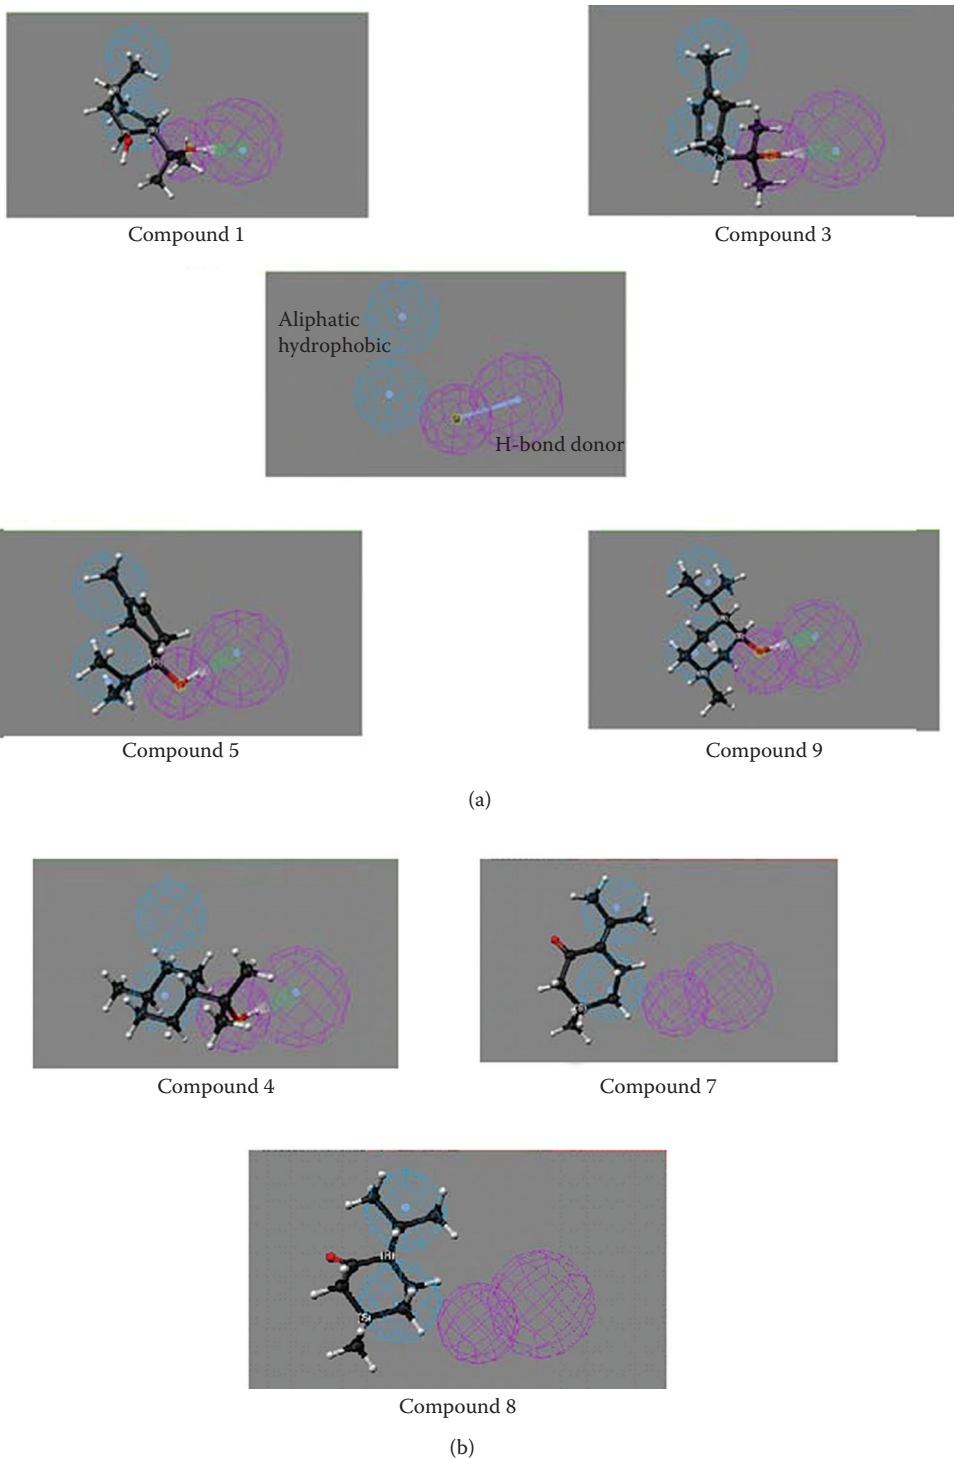 Compound 1
Compound 3
Aliphatic
hydrophobic
H-bond donor
Compound 5
Compound 9
(a)
Compound 4
Compound 7
Compound 8
(b)